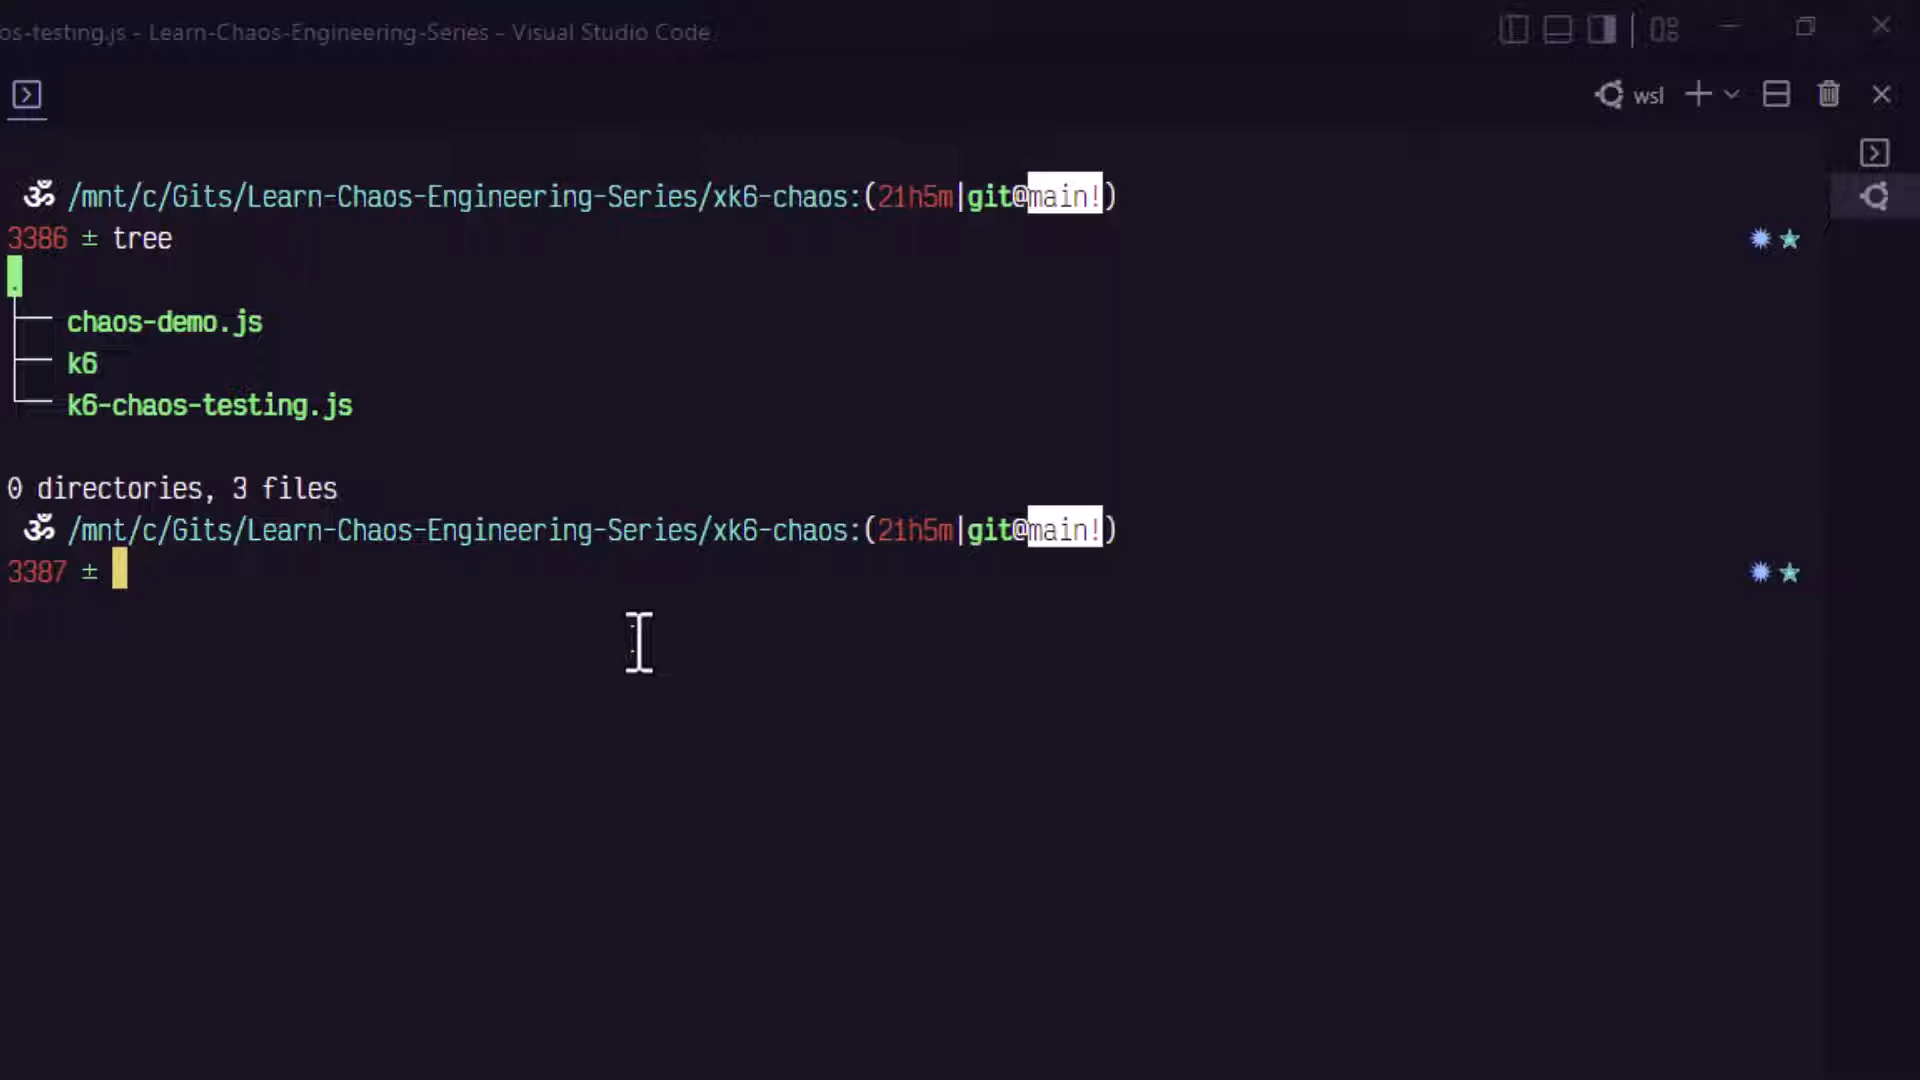 os-testing.js - Learn-Chaos-Engineering-Series - Visual Studio Code
wsl
ॐ /mnt/c/Gits/Learn-Chaos-Engineering-Series/xk6-chaos:(21h5m|git@main!)
3386 ± tree
.
├── chaos-demo.js
├── k6
└── k6-chaos-testing.js
0 directories, 3 files
ॐ /mnt/c/Gits/Learn-Chaos-Engineering-Series/xk6-chaos:(21h5m|git@main!)
3387 ±